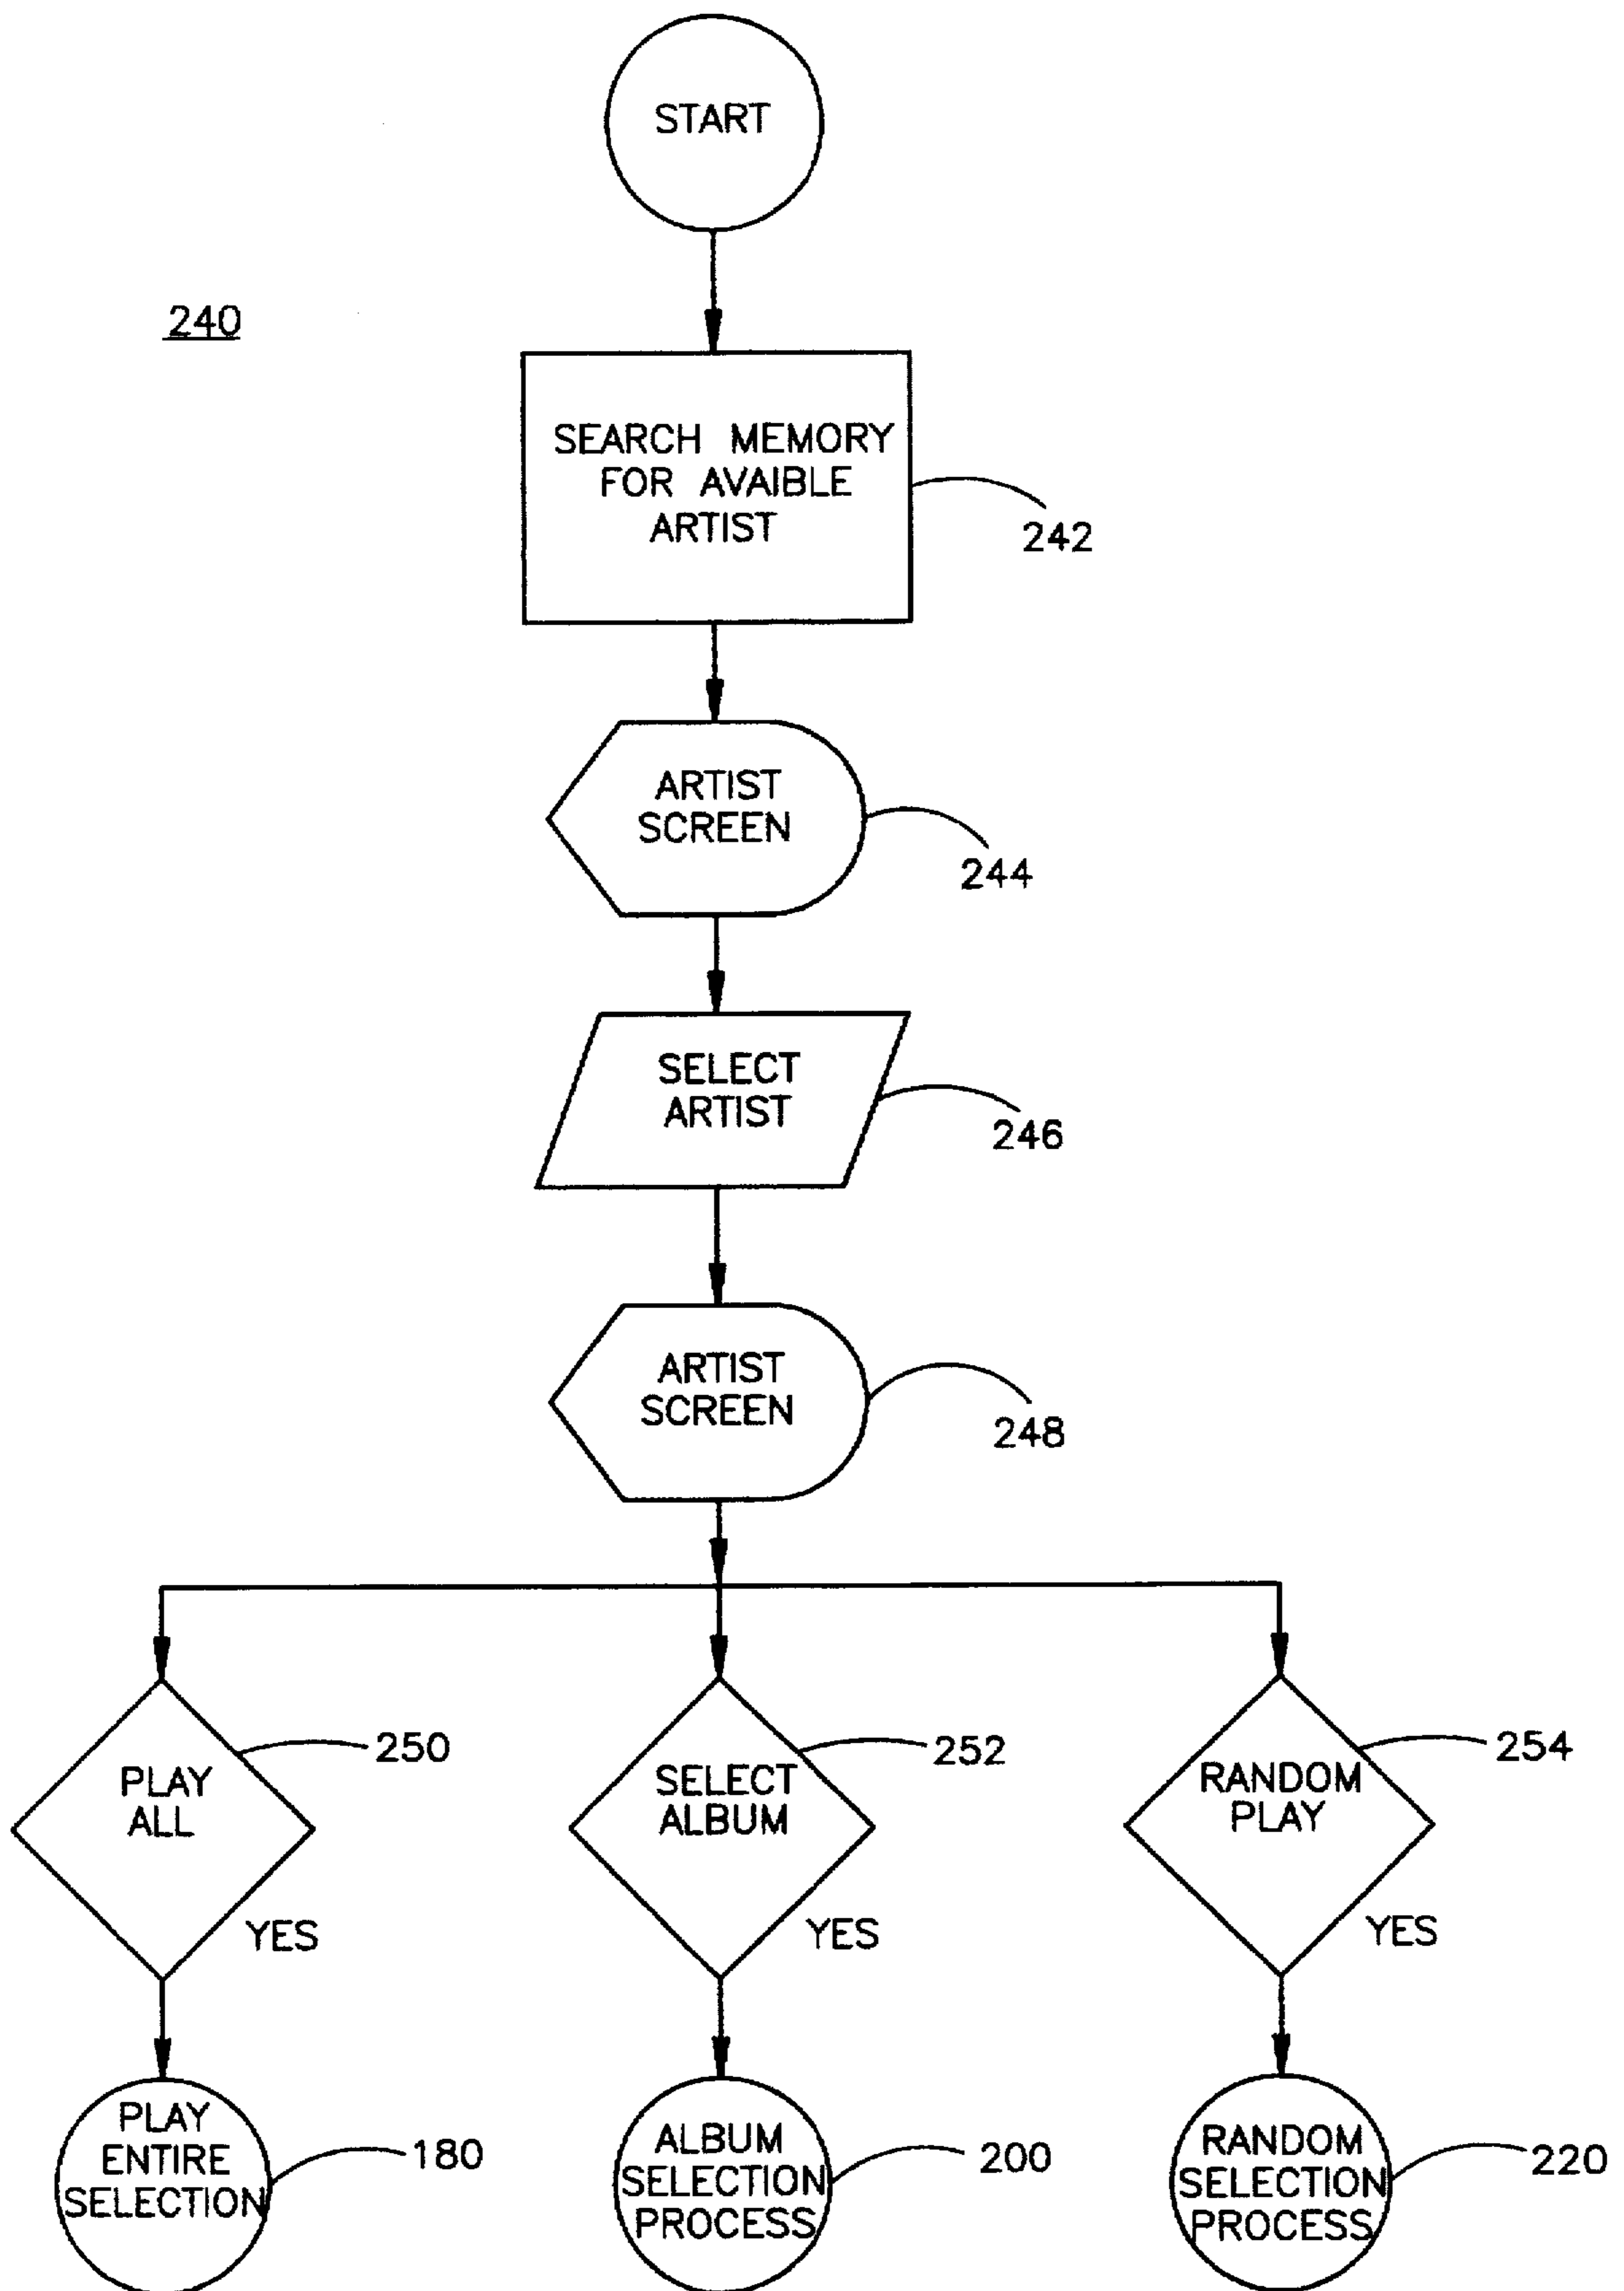 START
240
SEARCH MEMORY
FOR AVAIBLE
ARTIST
242
ARTIST
SCREEN
244
SELECT
ARTIST
246
ARTIST
SCREEN
248
PLAY
ALL
250
YES
SELECT
ALBUM
252
YES
RANDOM
PLAY
254
YES
PLAY
ENTIRE
SELECTION
180
ALBUM
SELECTION
PROCESS
200
RANDOM
SELECTION
PROCESS
220